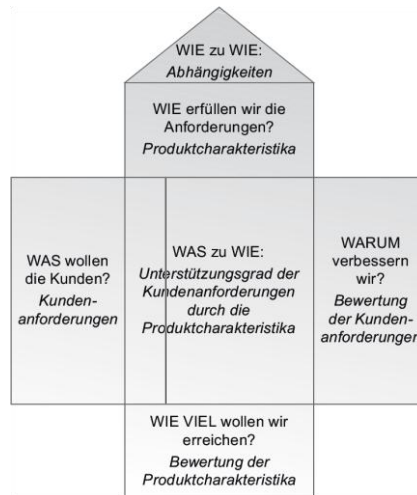 WIE zu WIE:
Abhängigkeiten
WIE erfüllen wir die
Anforderungen?
Produktcharakteristika
WAS wollen
die Kunden?
Kunden-
anforderungen
WAS zu WIE:
Unterstützungsgrad der
Kundenanforderungen
durch die
Produktcharakteristika
WARUM
verbessern
wir?
Bewertung
der Kunden-
anforderungen
WIE VIEL wollen wir
erreichen?
Bewertung der
Produktcharakteristika